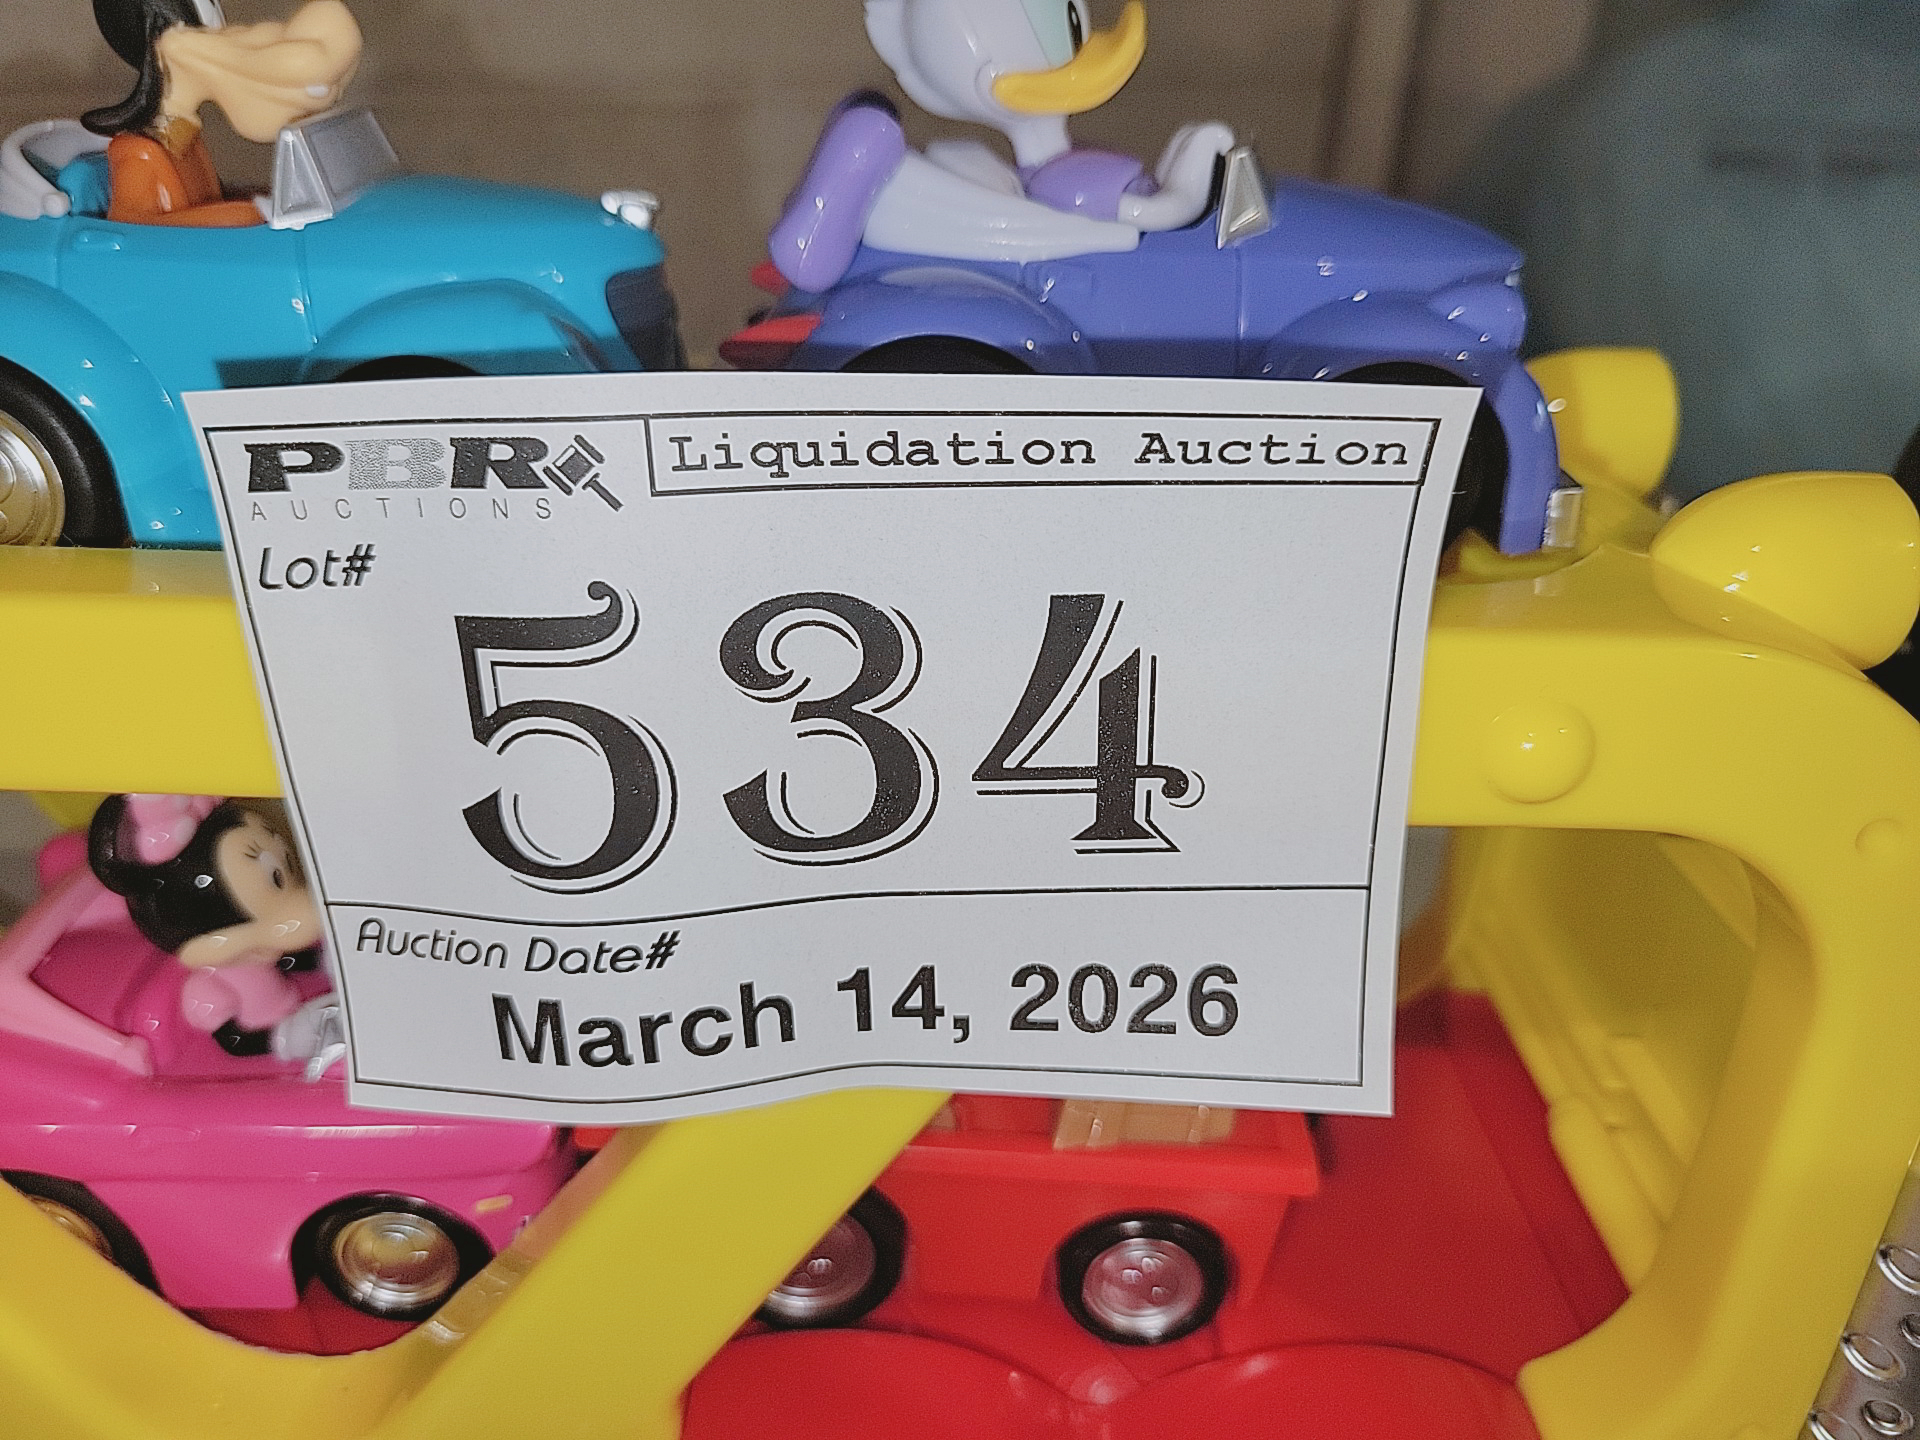 PBR
AUCTIONS
Liquidation Auction
Lot#
534
Auction Date#
March 14, 2026